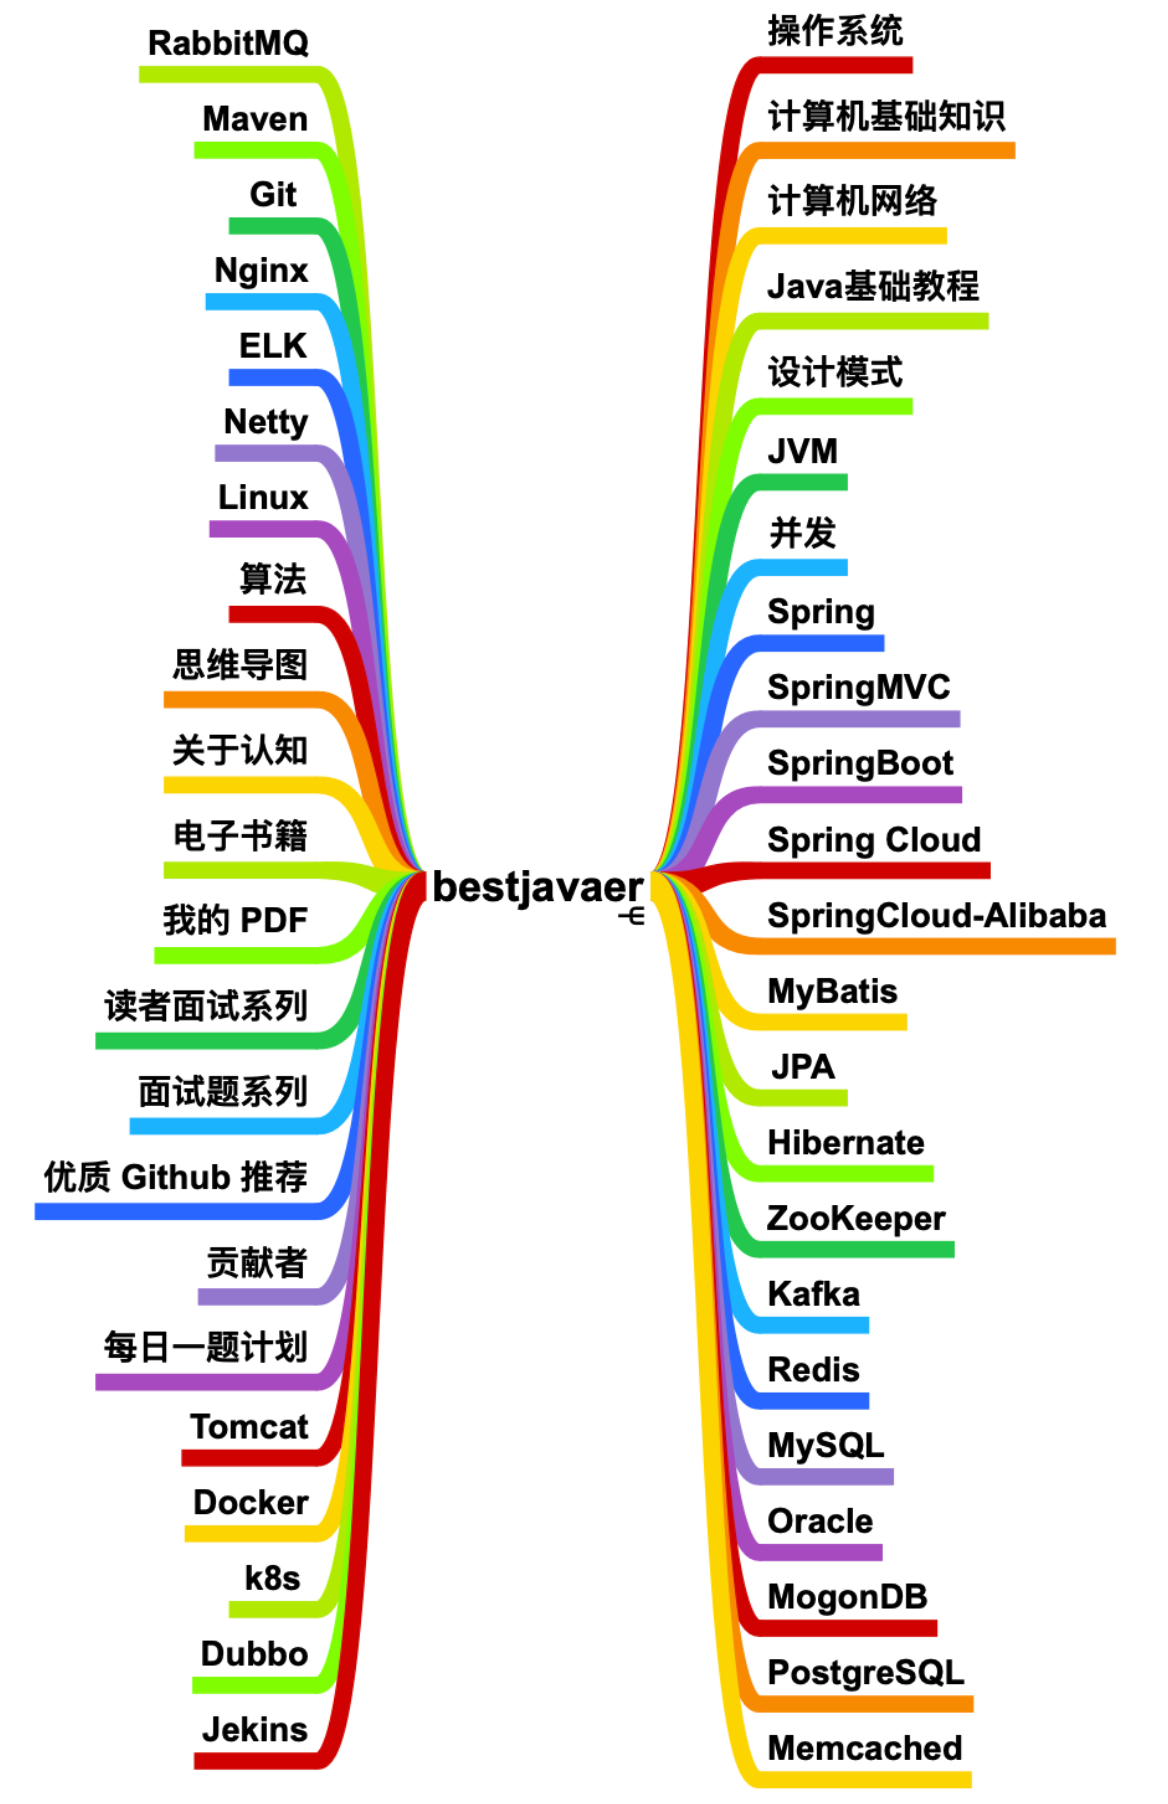 RabbitMQ
Maven
Git
Nginx
ELK
Netty
Linux
算法
思维导图
关于认知
电子书籍
我的 PDF
读者面试系列
面试题系列
优质 Github 推荐
贡献者
每日一题计划
Tomcat
Docker
k8s
Dubbo
Jekins
bestjavaer
操作系统
计算机基础知识
计算机网络
Java基础教程
设计模式
JVM
并发
Spring
SpringMVC
SpringBoot
Spring Cloud
SpringCloud-Alibaba
MyBatis
JPA
Hibernate
ZooKeeper
Kafka
Redis
MySQL
Oracle
MogonDB
PostgreSQL
Memcached